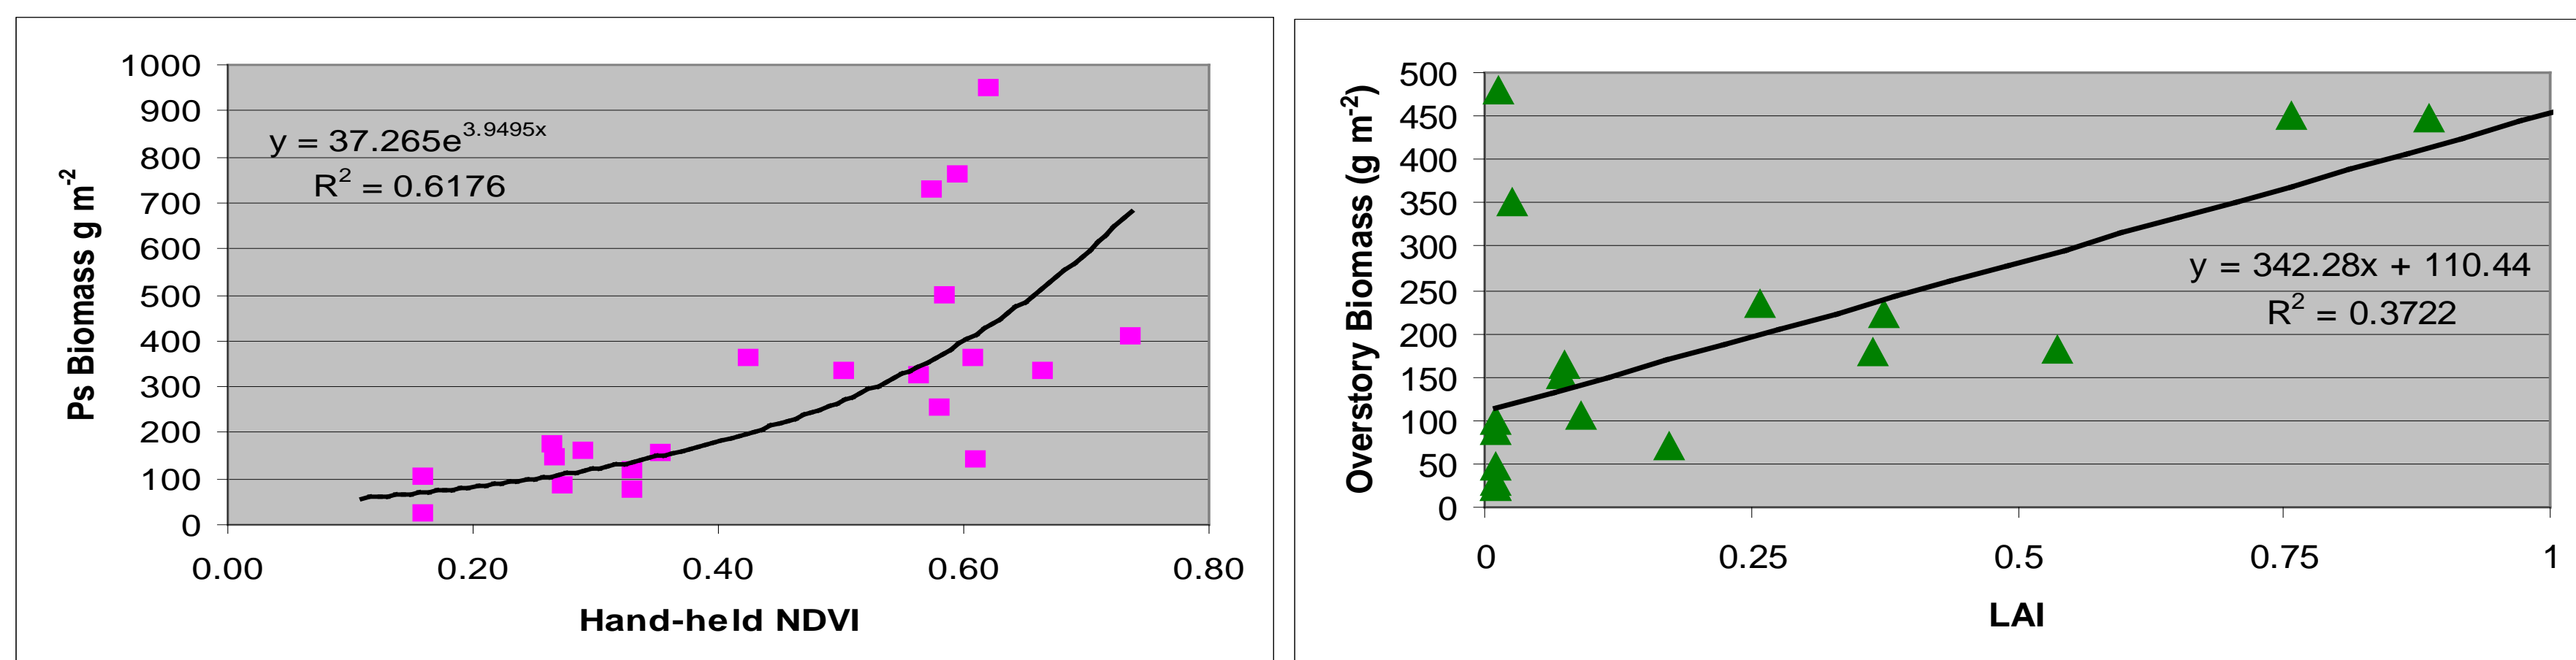 1000
900
800
700
600
500
400
300
200
100
0
Ps Biomass g m-2
y = 37.265e3.9495x
R2 = 0.6176
0.00 0.20 0.40 0.60 0.80
Hand-held NDVI
500
450
400
350
300
250
200
150
100
50
0
Overstory Biomass (g m-2)
y = 342.28x + 110.44
R2 = 0.3722
0 0.25 0.5 0.75 1
LAI